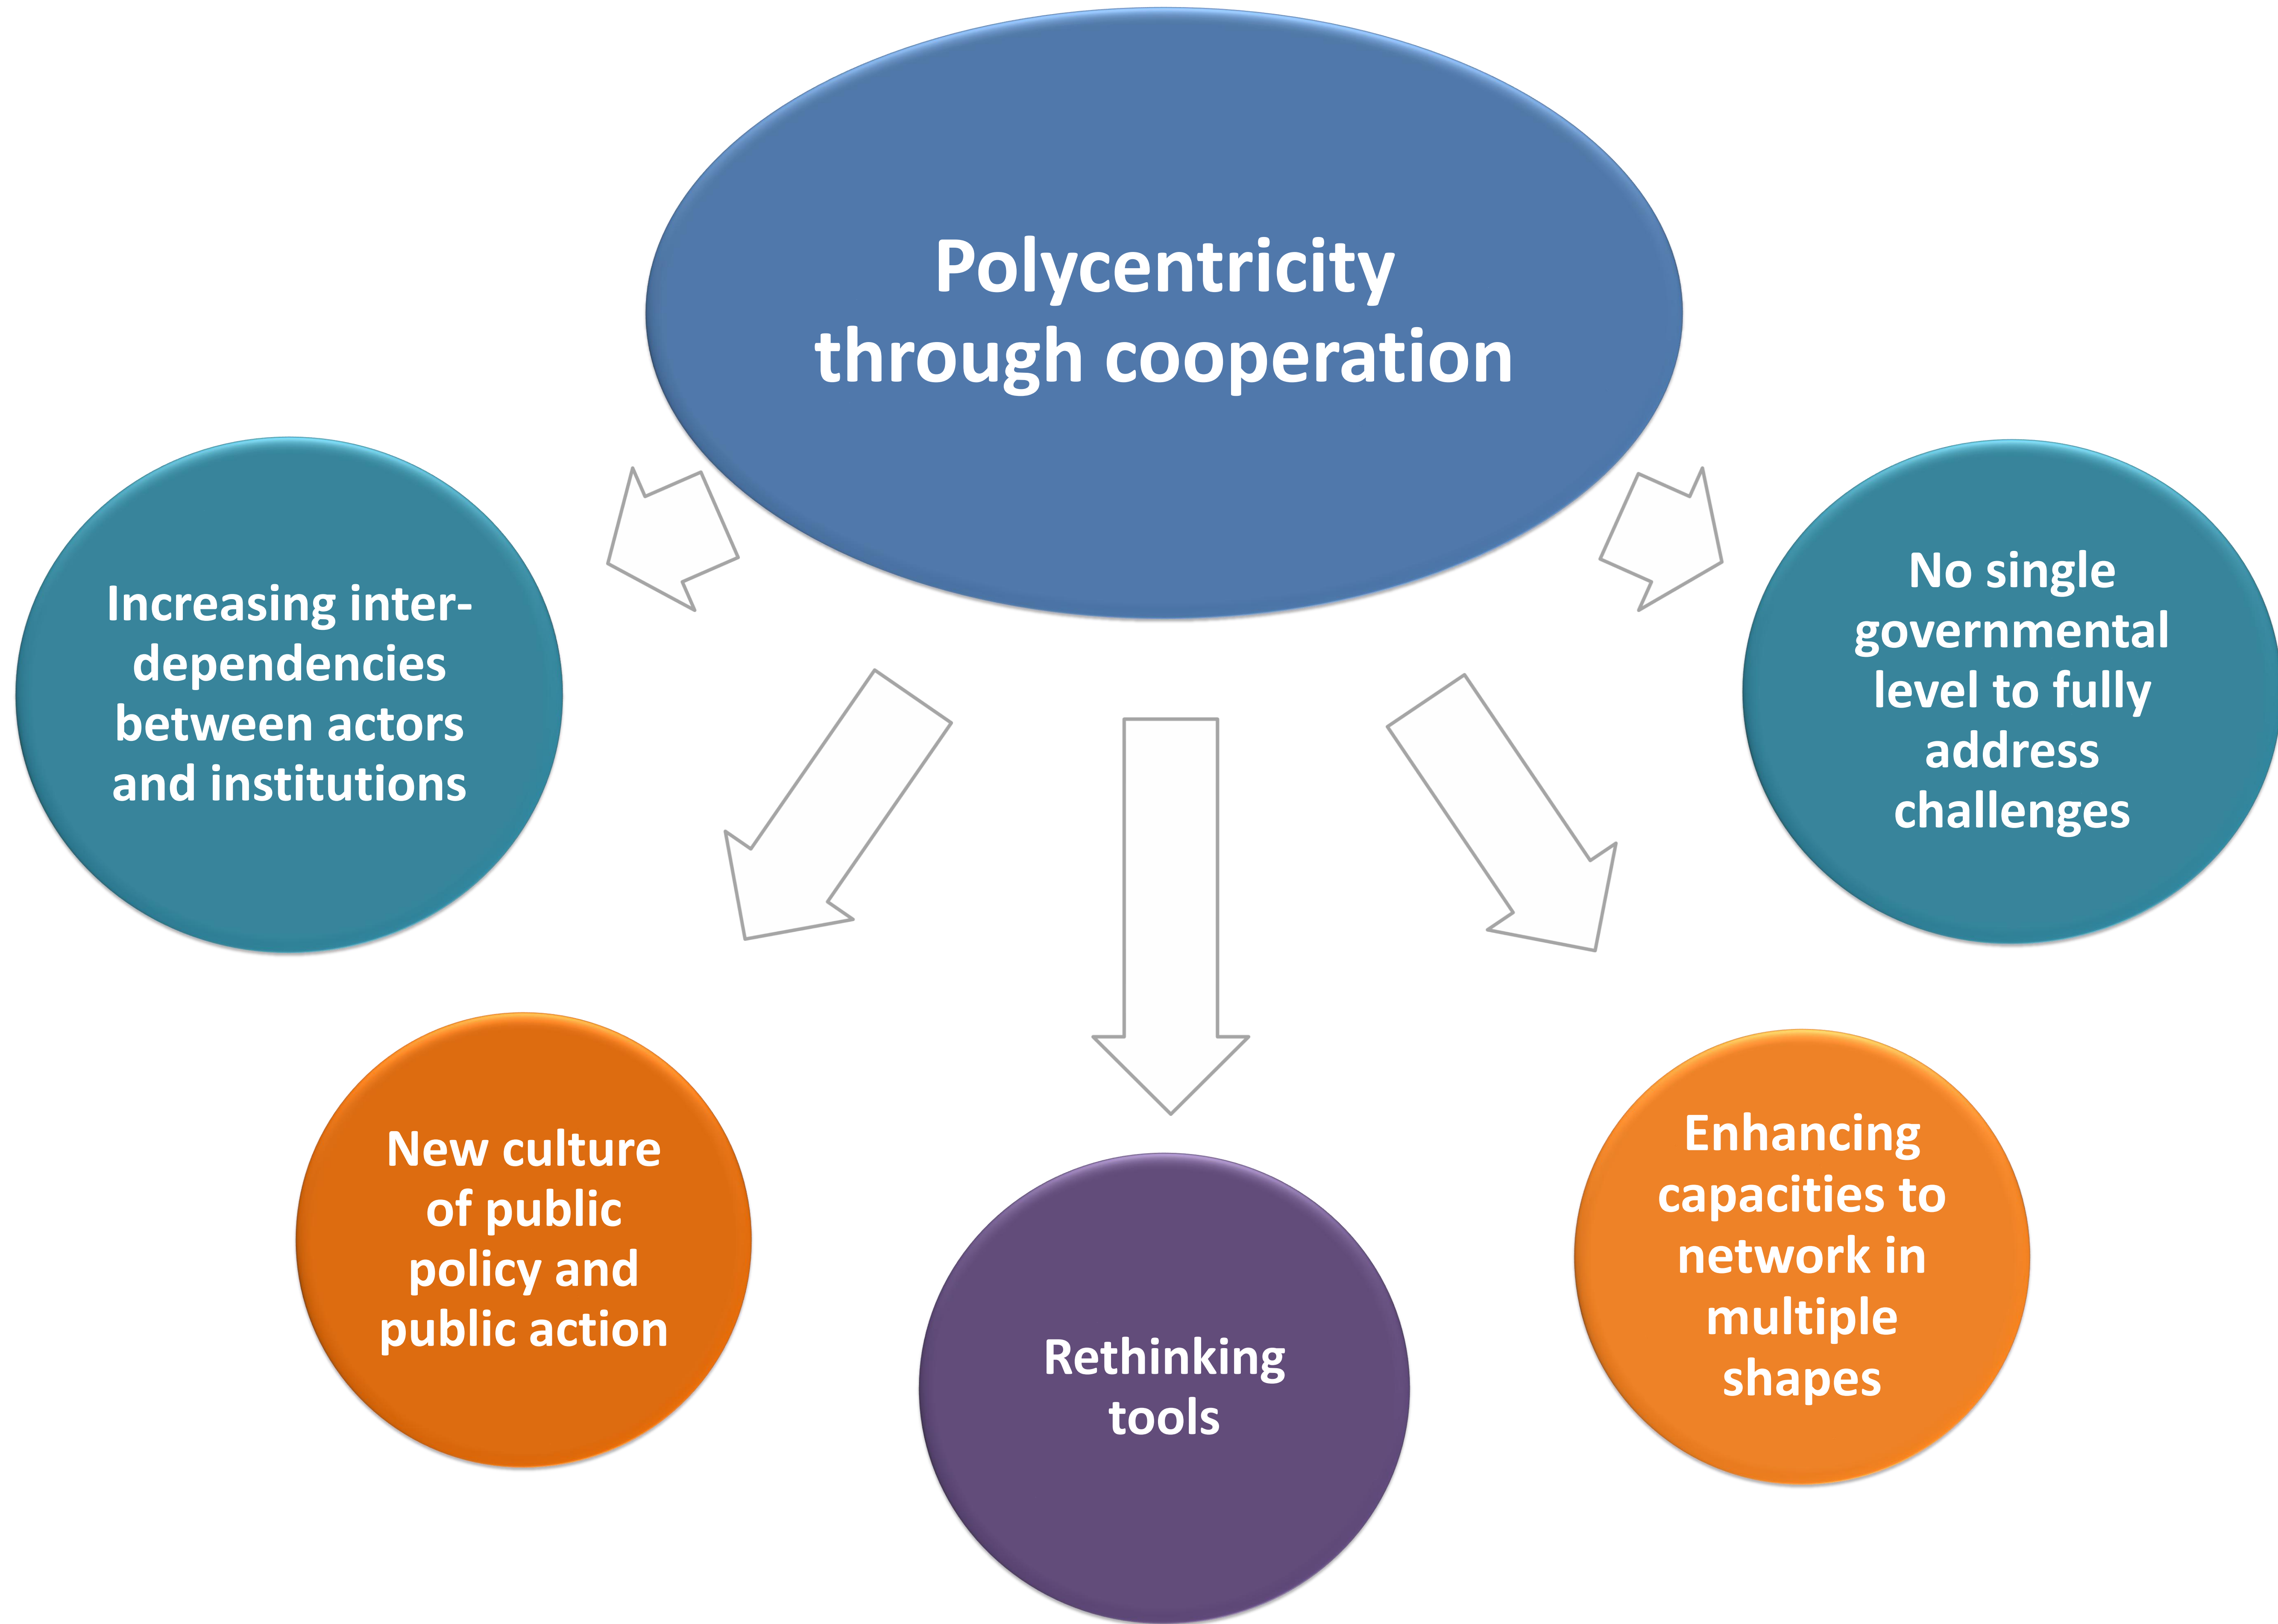 Polycentricity
through cooperation
Increasing inter-
dependencies
between actors
and institutions
No single
governmental
level to fully
address
challenges
New culture
of public
policy and
public action
Rethinking
tools
Enhancing
capacities to
network in
multiple
shapes